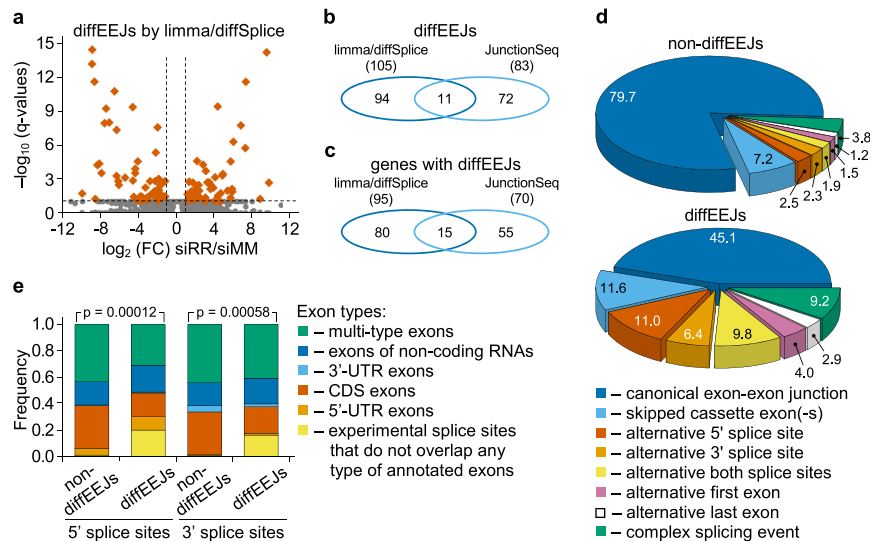 a
diffEEJs by limma/diffSplice
15
12
9
6
3
0
–log10 (q-values)
-12
-8
-4
0
4
8
12
log2 (FC) siRR/siMM
b
diffEEJs
limma/diffSplice
(105)
JunctionSeq
(83)
94
11
72
c
genes with diffEEJs
limma/diffSplice
(95)
JunctionSeq
(70)
80
15
55
d
non-diffEEJs
79.7
7.2
2.5
2.3
1.9
1.5
1.2
3.8
diffEEJs
45.1
11.6
11.0
6.4
9.8
4.0
2.9
9.2
– canonical exon-exon junction
– skipped cassette exon(-s)
– alternative 5' splice site
– alternative 3' splice site
– alternative both splice sites
– alternative first exon
– alternative last exon
– complex splicing event
e
p = 0.00012
p = 0.00058
1.0
0.8
0.6
0.4
0.2
0.0
Frequency
non-
diffEEJs
diffEEJs
non-
diffEEJs
diffEEJs
5’ splice sites
3’ splice sites
Exon types:
– multi-type exons
– exons of non-coding RNAs
– 3’-UTR exons
– CDS exons
– 5’-UTR exons
– experimental splice sites
that do not overlap any
type of annotated exons